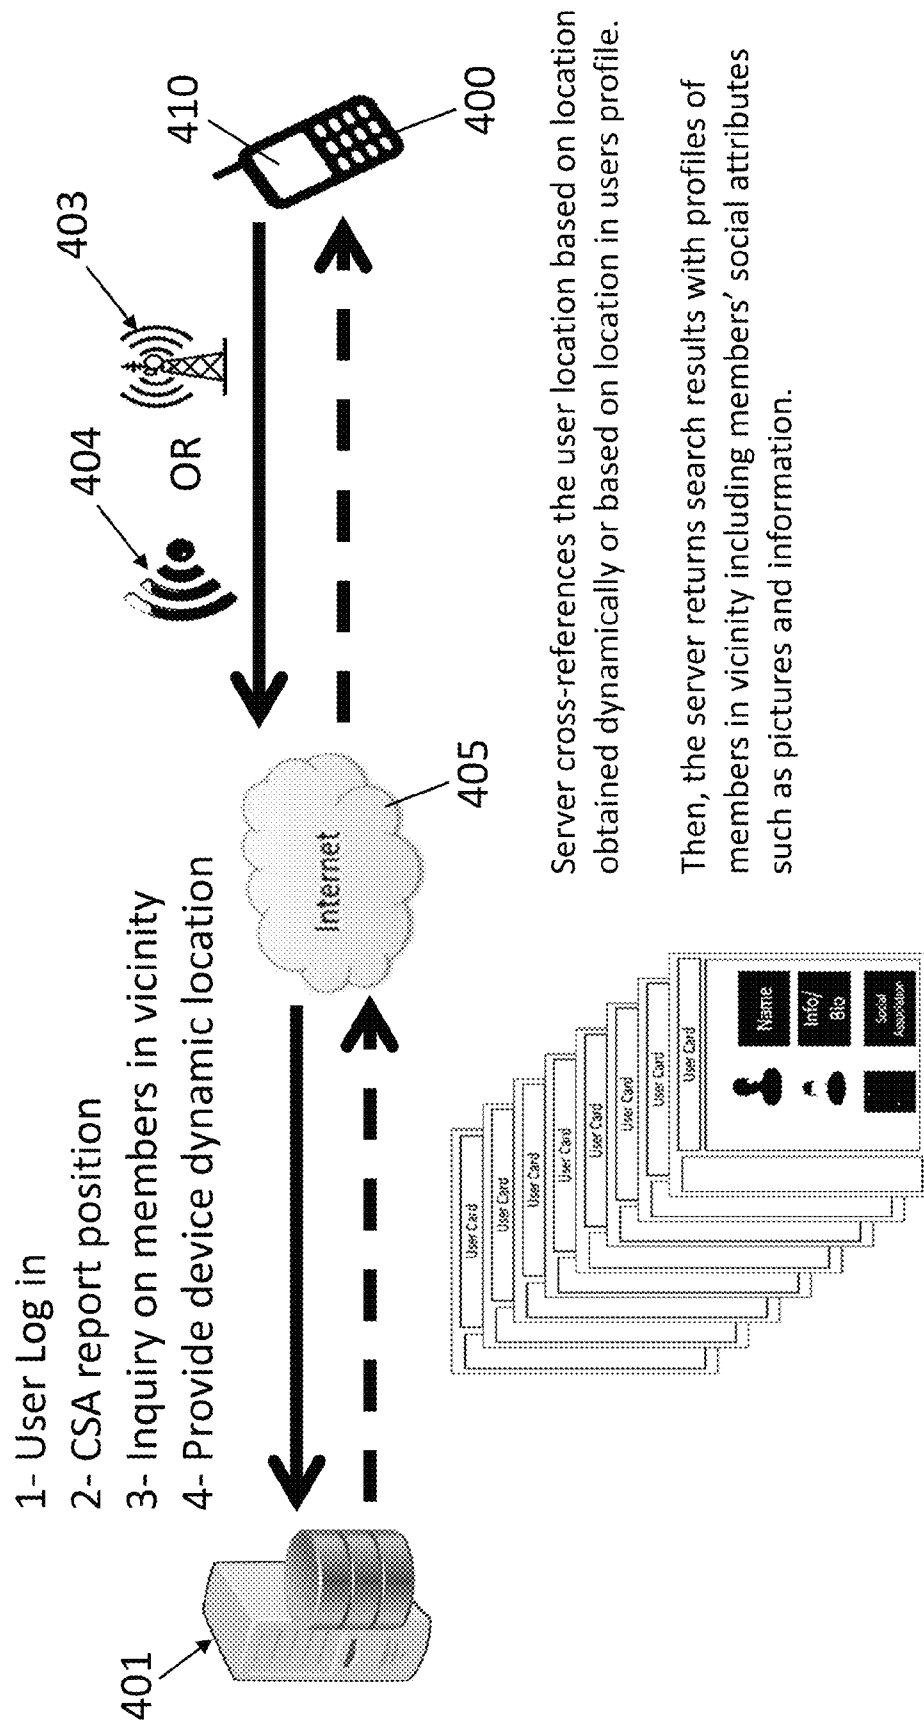 1- User Log in
2- CSA report position
3- Inquiry on members in vicinity
4- Provide device dynamic location
401
Internet
405
404
OR
403
410
400
User Card
User Card
User Card
User Card
User Card
User Card
User Card
User Card
Name
Info/
Bio
Social
Association
Server cross-references the user location based on location
obtained dynamically or based on location in users profile.
Then, the server returns search results with profiles of
members in vicinity including members' social attributes
such as pictures and information.